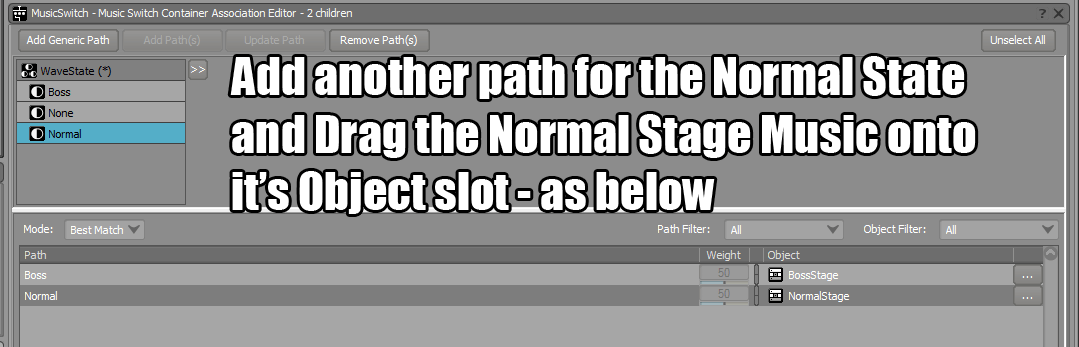 MusicSwitch - Music Switch Container Association Editor - 2 children ? X
Add Generic Path Add Path(s) Update Path Remove Path(s) Unselect All
WaveState (*) >>
Boss
None
Normal
Add another path for the Normal State
and Drag the Normal Stage Music onto
it's Object slot - as below
Mode: Best Match Path Filter: All Object Filter: All
Path Weight Object
Boss 50 BossStage ...
Normal 50 NormalStage ...